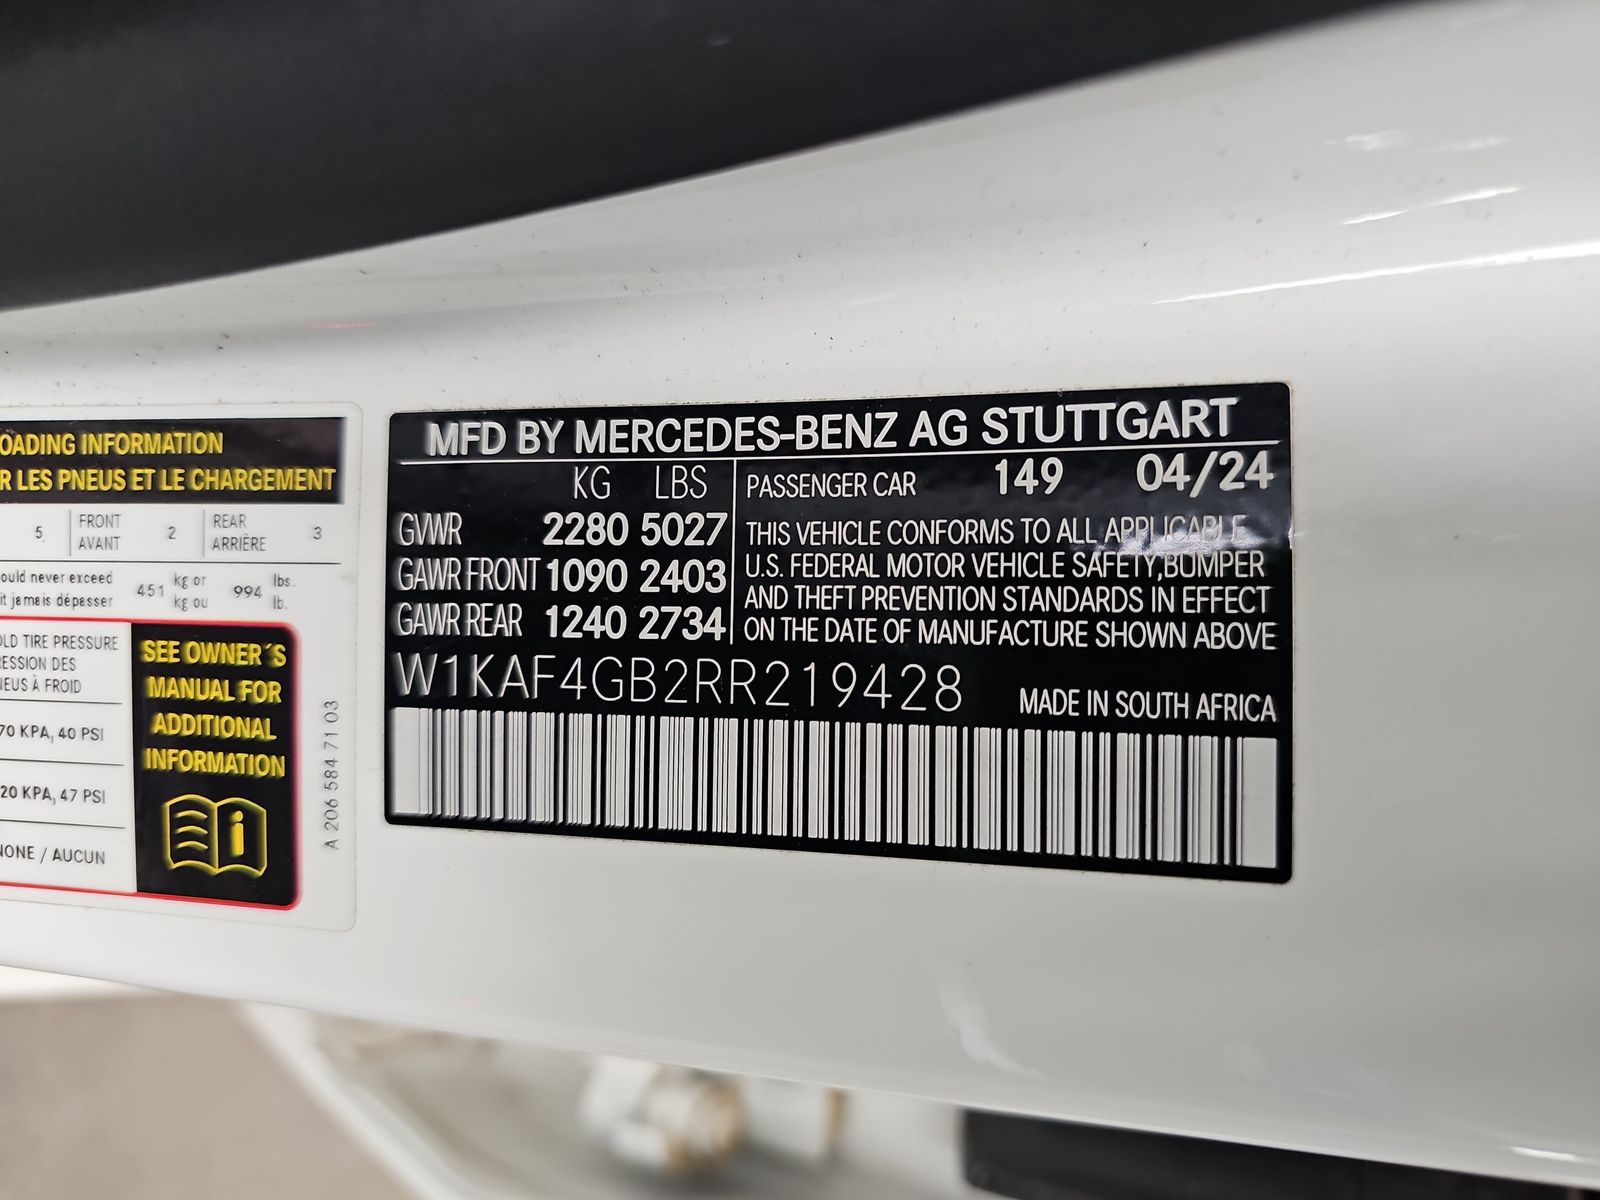 OADING INFORMATION
R LES PNEUS ET LE CHARGEMENT
5 FRONT AVANT 2 REAR ARRIÈRE 3
ould never exceed 451 kg or 994 lbs.
it jamais dépasser kg ou lb.
OLD TIRE PRESSURE
ESSION DES
NEUS À FROID
70 KPA, 40 PSI
20 KPA, 47 PSI
NONE / AUCUN
SEE OWNER´S
MANUAL FOR
ADDITIONAL
INFORMATION
A 206 584 71 03
MFD BY MERCEDES-BENZ AG STUTTGART
KG LBS
GVWR 2280 5027
GAWR FRONT 1090 2403
GAWR REAR 1240 2734
PASSENGER CAR 149 04/24
THIS VEHICLE CONFORMS TO ALL APPLICABLE
U.S. FEDERAL MOTOR VEHICLE SAFETY,BUMPER
AND THEFT PREVENTION STANDARDS IN EFFECT
ON THE DATE OF MANUFACTURE SHOWN ABOVE
W1KAF4GB2RR219428
MADE IN SOUTH AFRICA